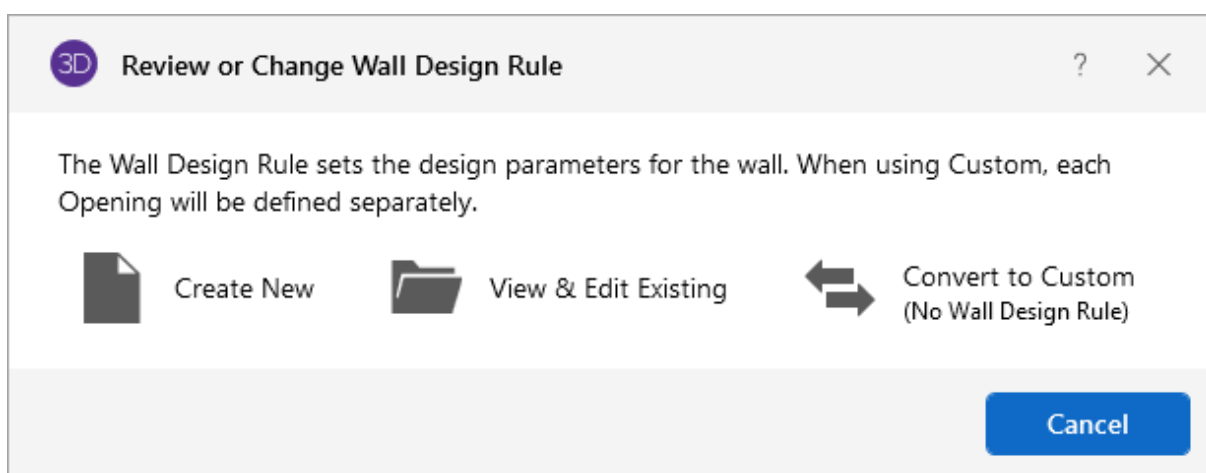 3D Review or Change Wall Design Rule ? ×
The Wall Design Rule sets the design parameters for the wall. When using Custom, each
Opening will be defined separately.
Create New View & Edit Existing Convert to Custom
(No Wall Design Rule)
Cancel